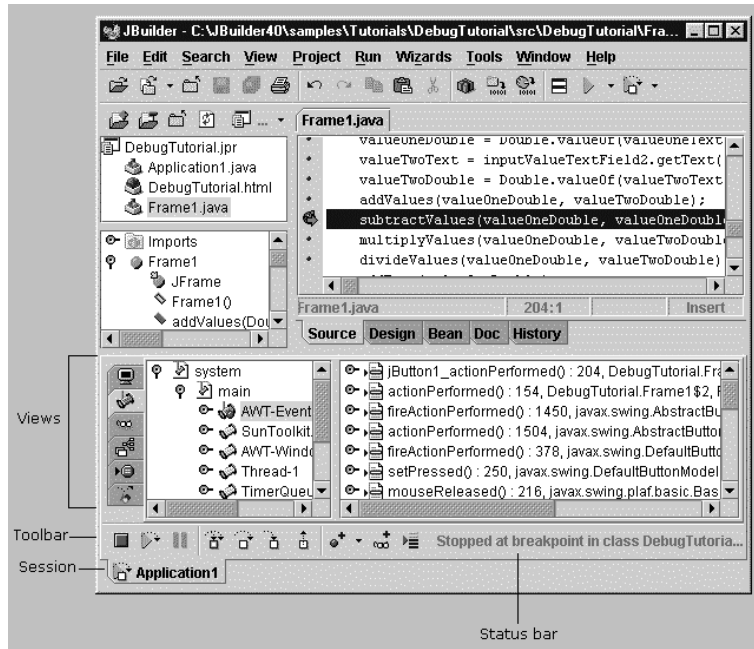 JBuilder - C:\JBuilder40\samples\Tutorials\DebugTutorial\src\DebugTutorial\Fra...
File Edit Search View Project Run Wizards Tools Window Help
...
Frame1.java
DebugTutorial.jpr
Application1.java
DebugTutorial.html
Frame1.java
valueOneDouble = Double.valueOf(valueOneText
valueTwoText = inputValueTextField2.getText(
valueTwoDouble = Double.valueOf(valueTwoText
addValues(valueOneDouble, valueTwoDouble);
subtractValues(valueOneDouble, valueOneDoubl
multiplyValues(valueOneDouble, valueTwoDoubl
divideValues(valueOneDouble, valueTwoDouble)
Imports
Frame1
JFrame
Frame1()
addValues(Dou
Frame1.java 204:1 Insert
Source Design Bean Doc History
Views
system
main
AWT-Event
SunToolkit.
AWT-Windo
Thread-1
TimerQueu
jButton1_actionPerformed() : 204, DebugTutorial.Fra
actionPerformed() : 154, DebugTutorial.Frame1$2, F
fireActionPerformed() : 1450, javax.swing.AbstractBu
actionPerformed() : 1504, javax.swing.AbstractButton
fireActionPerformed() : 378, javax.swing.DefaultButto
setPressed() : 250, javax.swing.DefaultButtonModel
mouseReleased() : 216, javax.swing.plaf.basic.Bas
Toolbar
Stopped at breakpoint in class DebugTutoria...
Session
Application1
Status bar